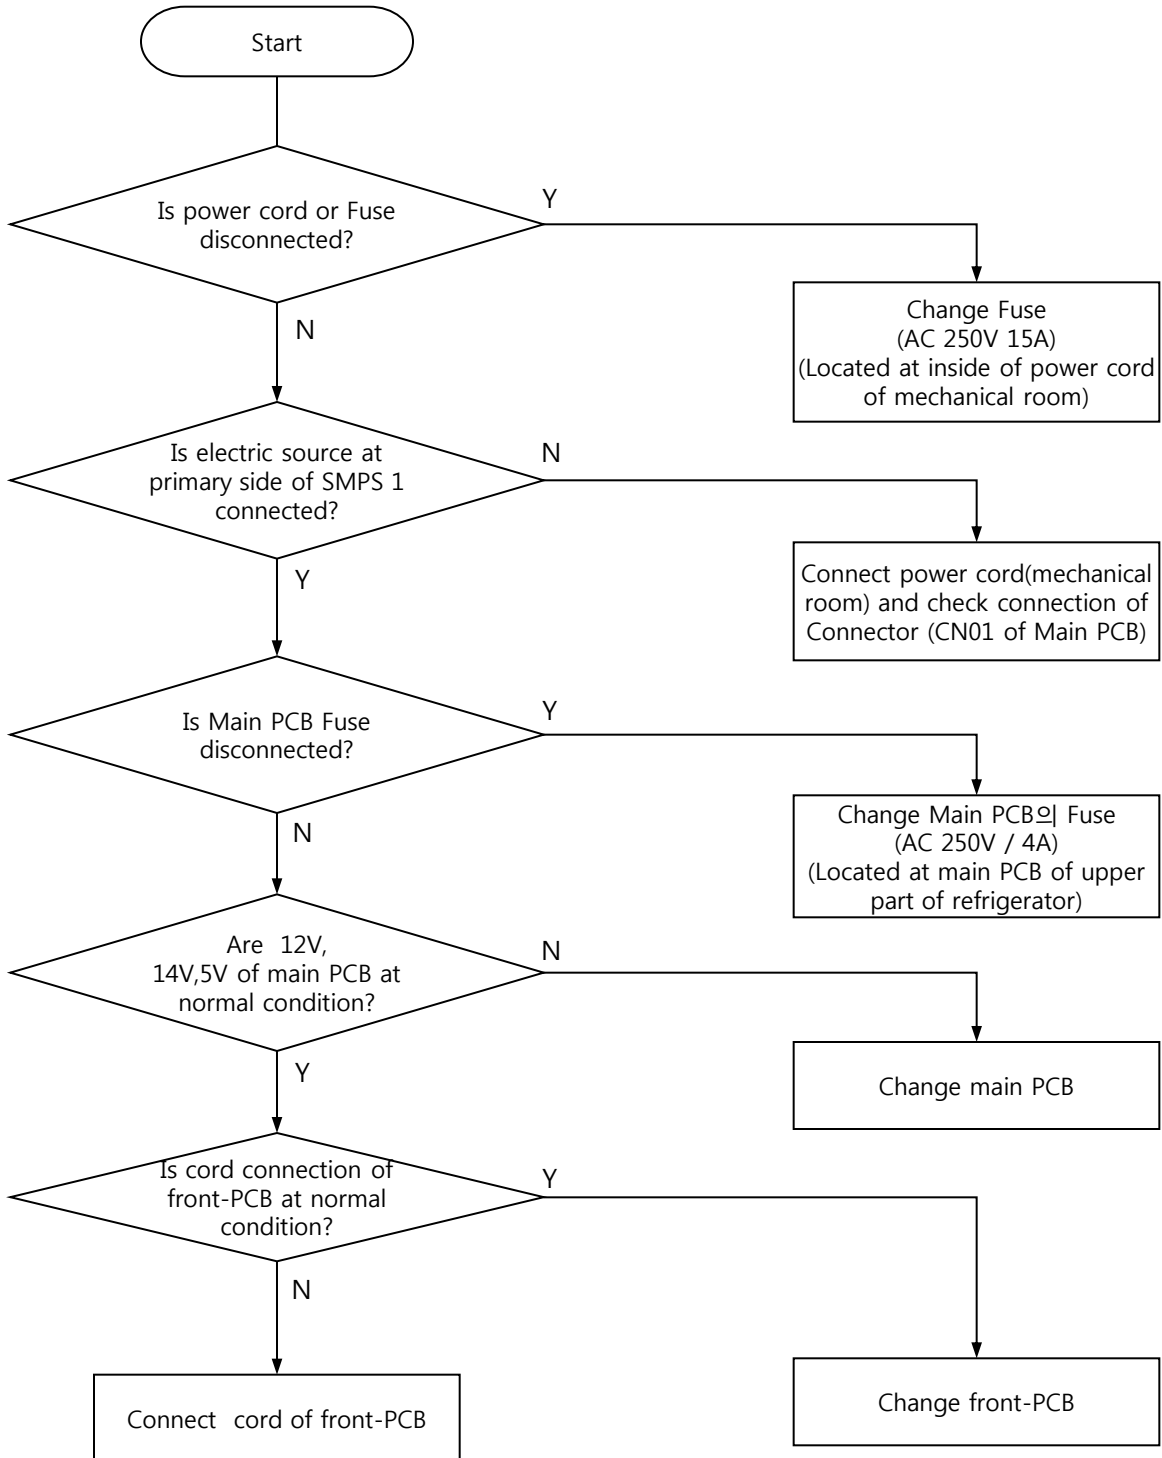 Start
Is power cord or Fuse
disconnected?
Y
N
Change Fuse
(AC 250V 15A)
(Located at inside of power cord
of mechanical room)
Is electric source at
primary side of SMPS 1
connected?
N
Y
Connect power cord(mechanical
room) and check connection of
Connector (CN01 of Main PCB)
Is Main PCB Fuse
disconnected?
Y
N
Change Main PCB의 Fuse
(AC 250V / 4A)
(Located at main PCB of upper
part of refrigerator)
Are 12V,
14V,5V of main PCB at
normal condition?
N
Y
Change main PCB
Is cord connection of
front-PCB at normal
condition?
Y
N
Change front-PCB
Connect cord of front-PCB